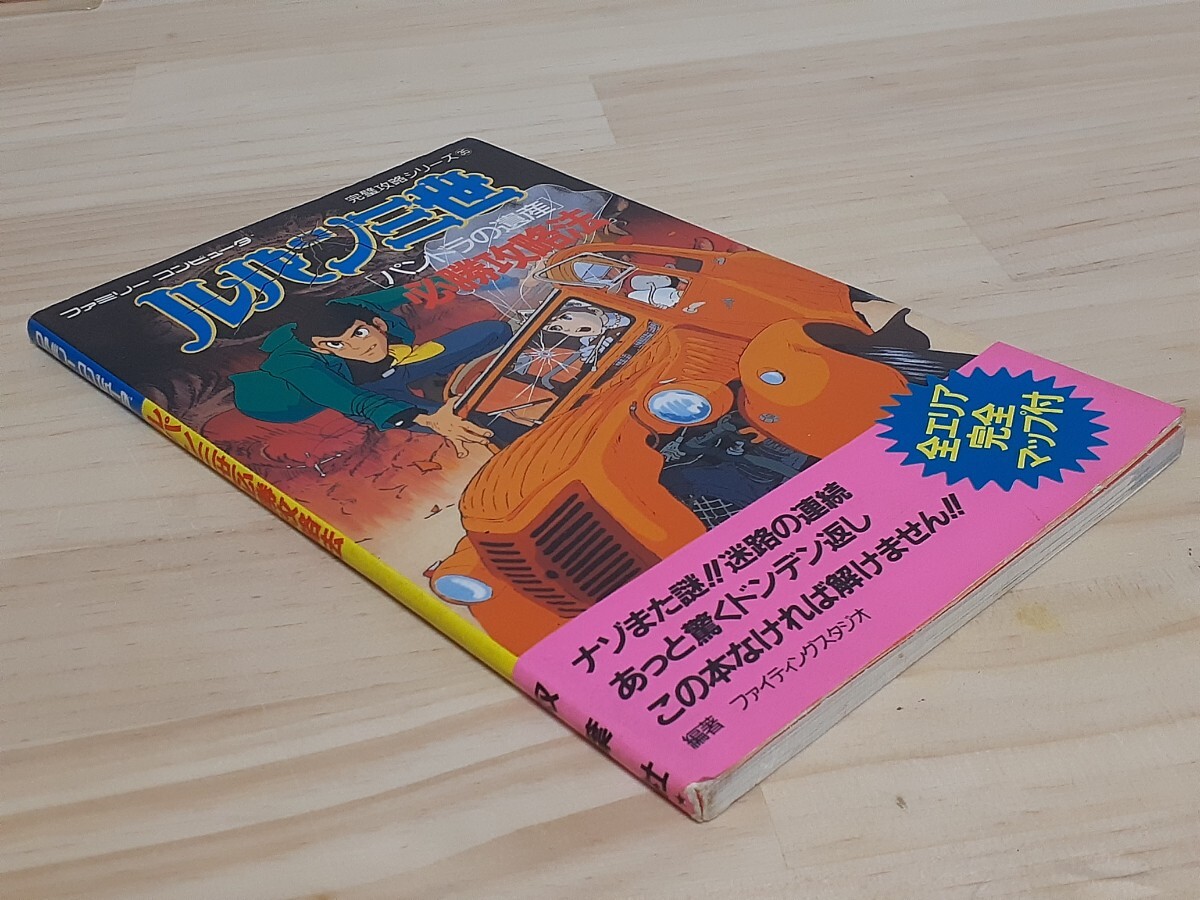 完璧攻略シリーズ
ファミリーコンピュータ
ルパン三世
「パンドラの遺産」
必勝攻略法
全エリア
完全
マップ付
ナゾまた謎!!迷路の連続
あっと驚くドンデン返し
この本なければ解けません!!
編著 ファイティングスタジオ
ルパン三世必勝攻略法
双葉社